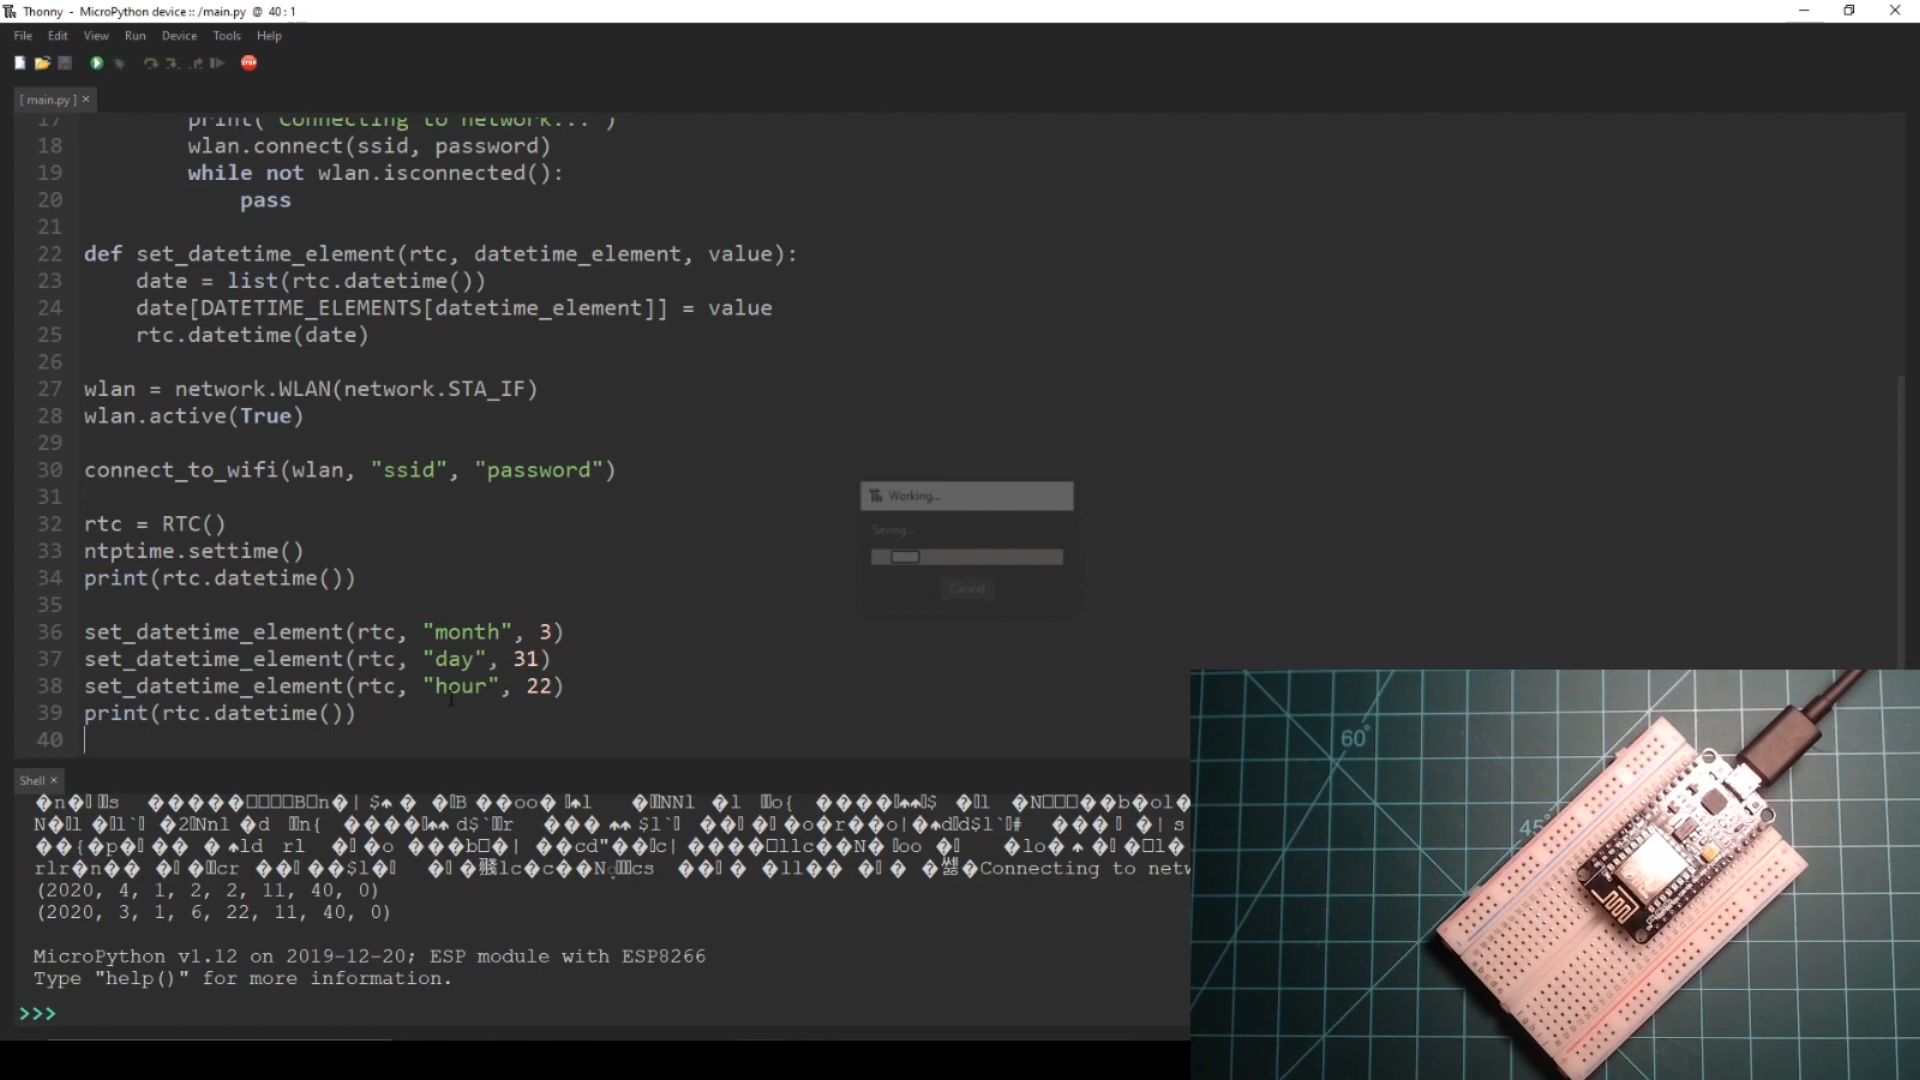 Thonny - MicroPython device :: /main.py @ 40 : 1
File Edit View Run Device Tools Help
[ main.py ] ×
17 print("Connecting to network...")
18 wlan.connect(ssid, password)
19 while not wlan.isconnected():
20 pass
21
22 def set_datetime_element(rtc, datetime_element, value):
23 date = list(rtc.datetime())
24 date[DATETIME_ELEMENTS[datetime_element]] = value
25 rtc.datetime(date)
26
27 wlan = network.WLAN(network.STA_IF)
28 wlan.active(True)
29
30 connect_to_wifi(wlan, "ssid", "password")
31
32 rtc = RTC()
33 ntptime.settime()
34 print(rtc.datetime())
35
36 set_datetime_element(rtc, "month", 3)
37 set_datetime_element(rtc, "day", 31)
38 set_datetime_element(rtc, "hour", 22)
39 print(rtc.datetime())
40
Working...
Saving...
Cancel
Shell ×
Connecting to
(2020, 4, 1, 2, 2, 11, 40, 0)
(2020, 3, 1, 6, 22, 11, 40, 0)
MicroPython v1.12 on 2019-12-20; ESP module with ESP8266
Type "help()" for more information.
>>>
60°
45°